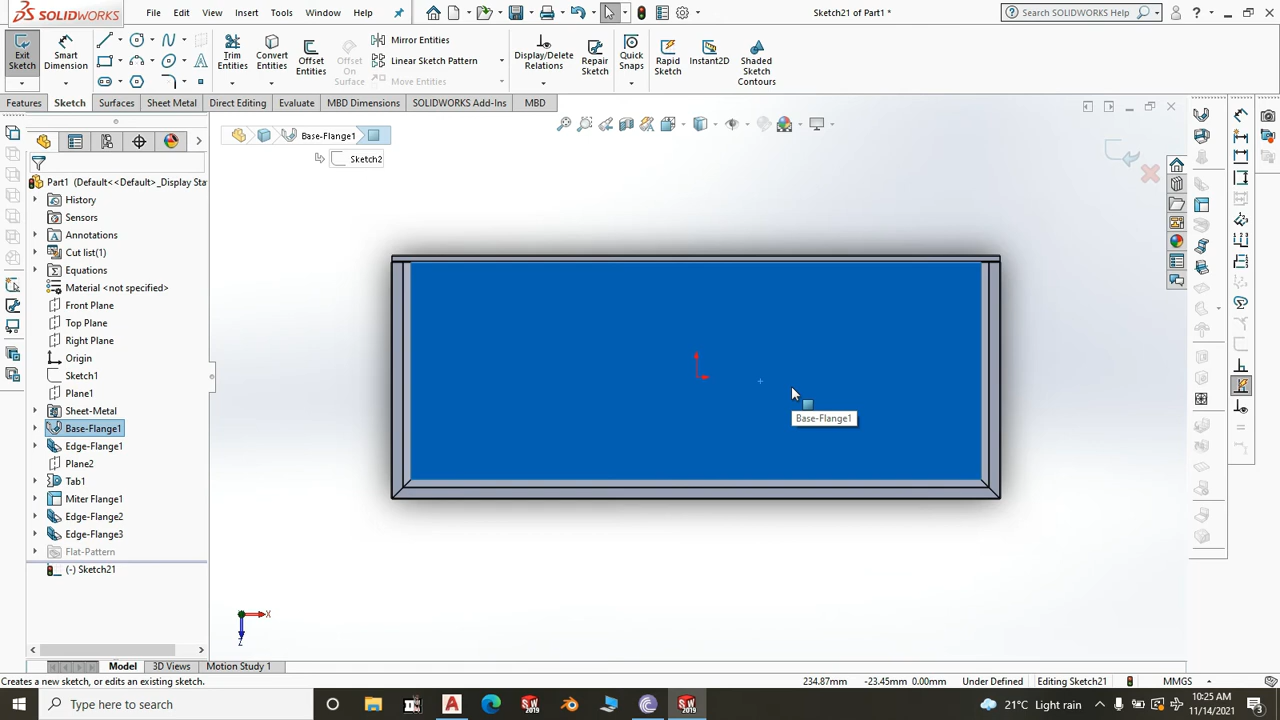 SOLIDWORKS File Edit View Insert Tools Window Sketch21 of Part1 * Search SOLIDWORKS Help
Exit Sketch Smart Dimension Trim Entities Convert Entities Offset Entities Offset On Surface Mirror Entities Linear Sketch Pattern Move Entities Display/Delete Relations Repair Sketch Quick Snaps Rapid Sketch Instant2D Shaded Sketch Contours
Features Sketch Surfaces Sheet Metal Direct Editing Evaluate MBD Dimensions SOLIDWORKS Add-Ins MBD
Base-Flange1
Sketch2
Part1 (Default<<Default>_Display Sta
History
Sensors
Annotations
Cut list(1)
Equations
Material <not specified>
Front Plane
Top Plane
Right Plane
Origin
Sketch1
Plane1
Sheet-Metal
Base-Flange1
Edge-Flange1
Plane2
Tab1
Miter Flange1
Edge-Flange2
Edge-Flange3
Flat-Pattern
(-) Sketch21
Base-Flange1
X
Z
Model 3D Views Motion Study 1
Creates a new sketch, or edits an existing sketch. 234.87mm -23.45mm 0.00mm Under Defined Editing Sketch21 MMGS
Type here to search 21°C Light rain 10:25 AM
11/14/2021